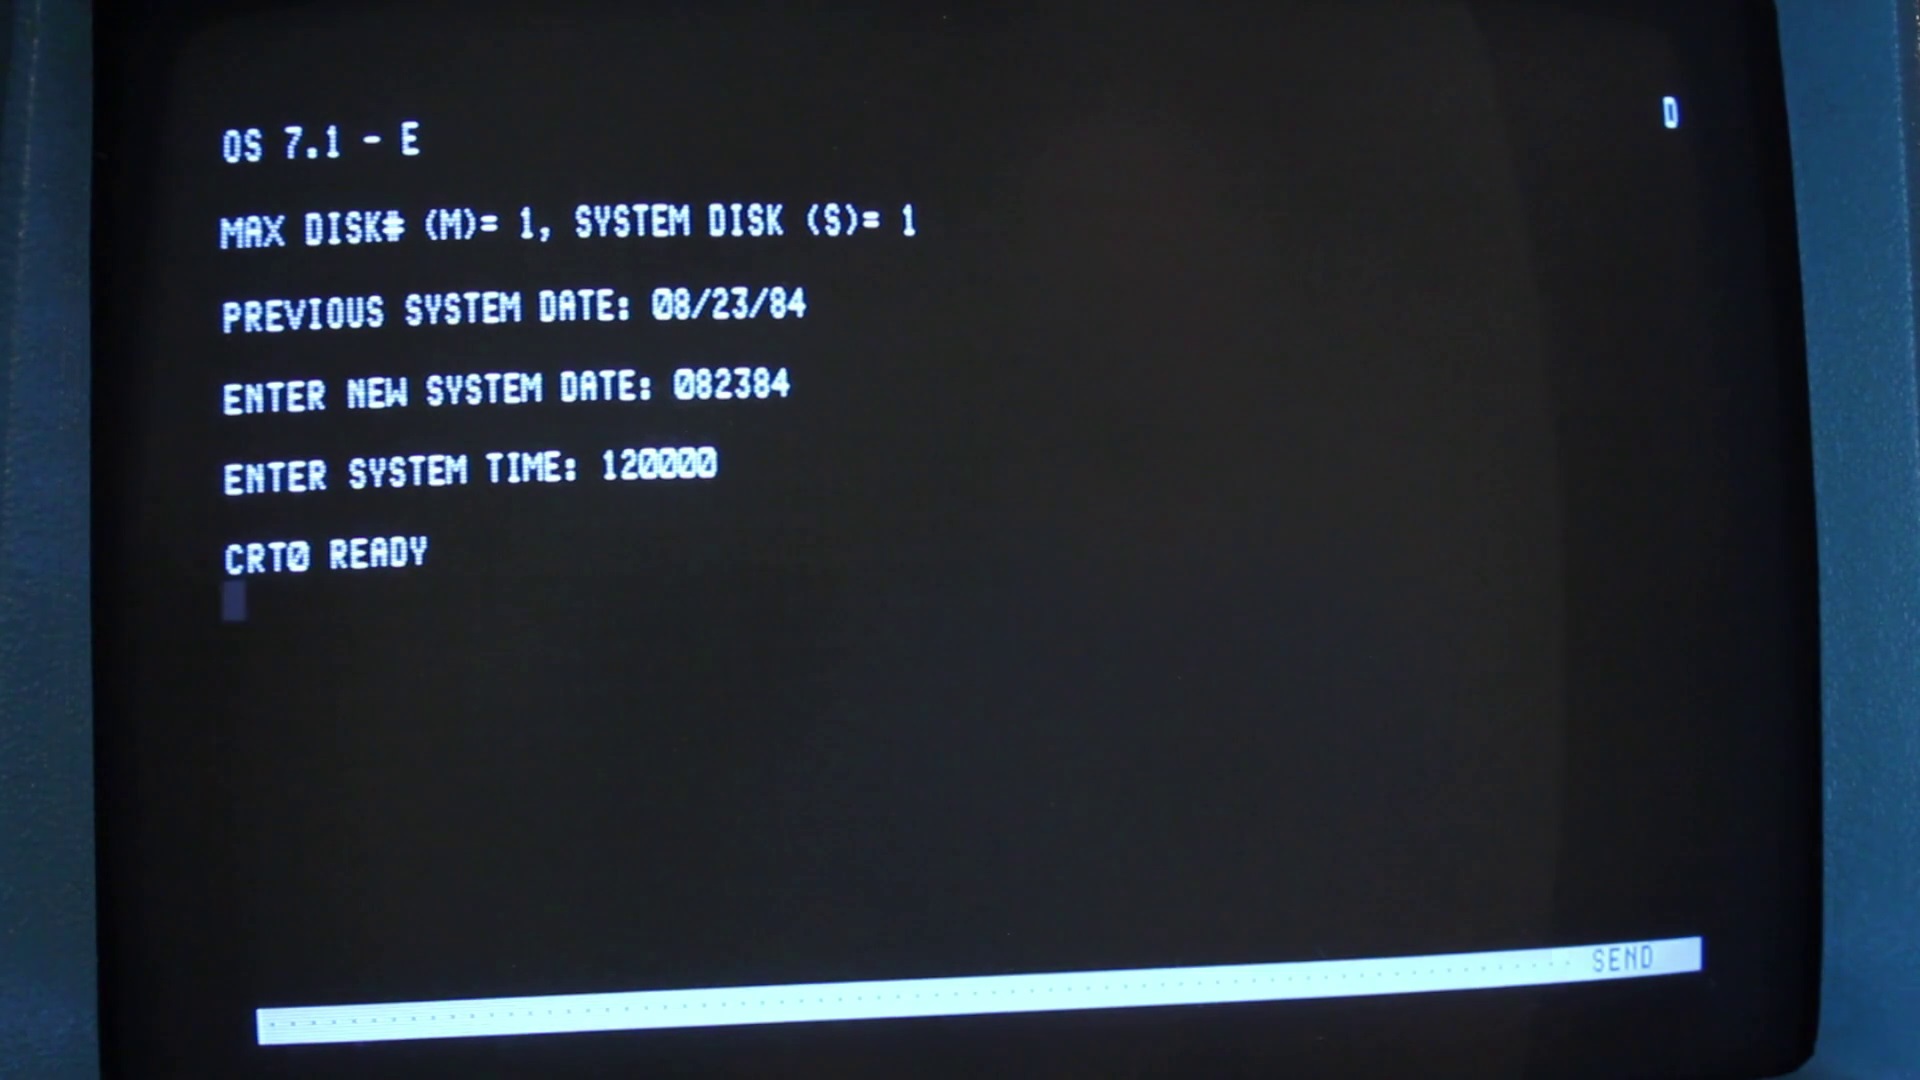 D
OS 7.1 - E
MAX DISK# (M)= 1, SYSTEM DISK (S)= 1
PREVIOUS SYSTEM DATE: 08/23/84
ENTER NEW SYSTEM DATE: 082384
ENTER SYSTEM TIME: 120000
CRT0 READY
SEND